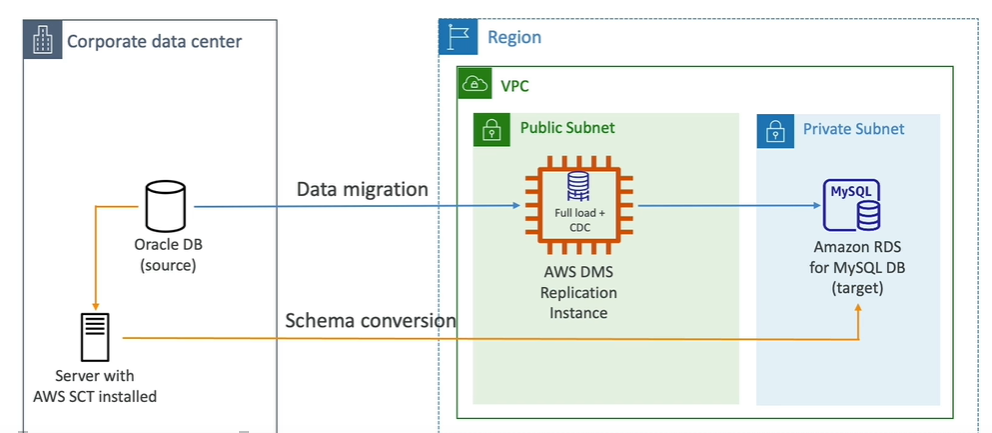 Corporate data center
Region
VPC
Public Subnet
Private Subnet
Data migration
Full load +
CDC
MySQL
Oracle DB
(source)
AWS DMS
Replication
Instance
Amazon RDS
for MySQL DB
(target)
Schema conversion
Server with
AWS SCT installed